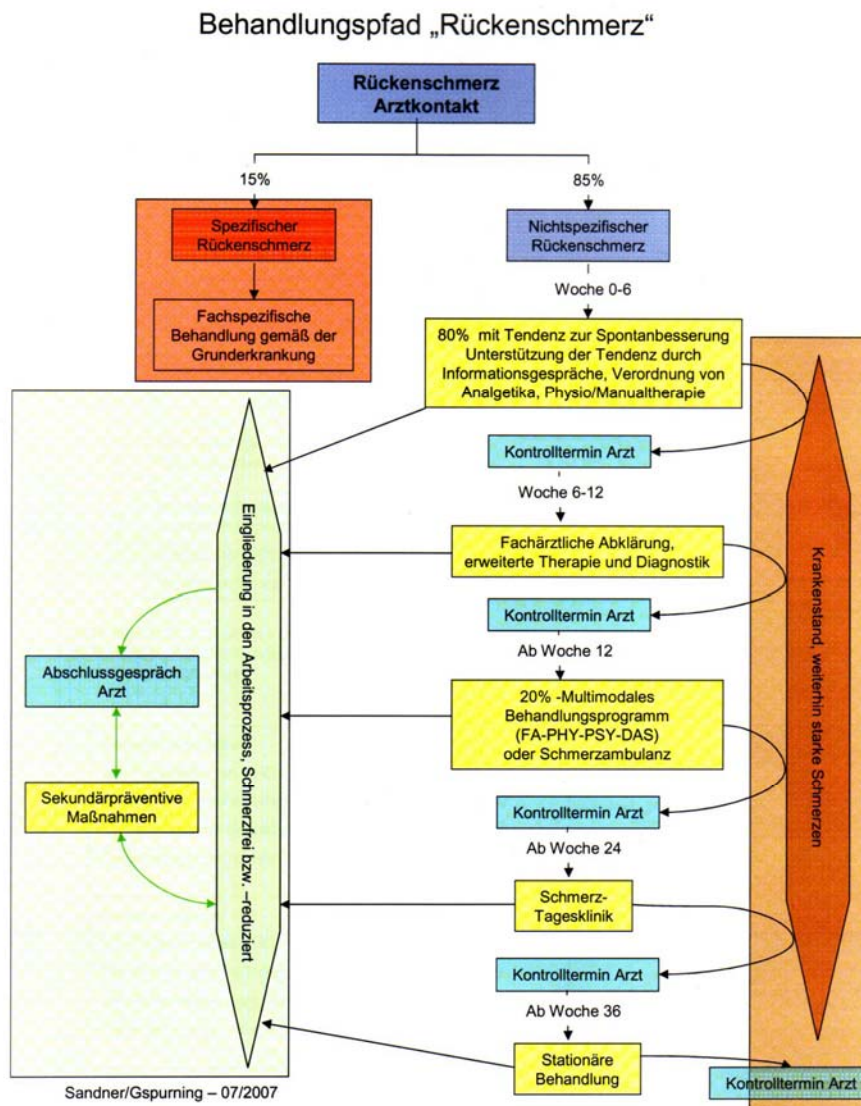 Behandlungspfad „Rückenschmerz“
Rückenschmerz
Arztkontakt
15%
85%
Spezifischer
Rückenschmerz
Nichtspezifischer
Rückenschmerz
Woche 0-6
Fachspezifische
Behandlung gemäß der
Grunderkrankung
80% mit Tendenz zur Spontanbesserung
Unterstützung der Tendenz durch
Informationsgespräche, Verordnung von
Analgetika, Physio/Manualtherapie
Kontrolltermin Arzt
Woche 6-12
Fachärztliche Abklärung,
erweiterte Therapie und Diagnostik
Kontrolltermin Arzt
Ab Woche 12
20% -Multimodales
Behandlungsprogramm
(FA-PHY-PSY-DAS)
oder Schmerzambulanz
Kontrolltermin Arzt
Ab Woche 24
Schmerz-
Tagesklinik
Kontrolltermin Arzt
Ab Woche 36
Stationäre
Behandlung
Kontrolltermin Arzt
Krankenstand, weiterhin starke Schmerzen
Eingliederung in den Arbeitsprozess, Schmerzfrei bzw. –reduziert
Abschlussgespräch
Arzt
Sekundärpräventive
Maßnahmen
Sandner/Gspurning – 07/2007